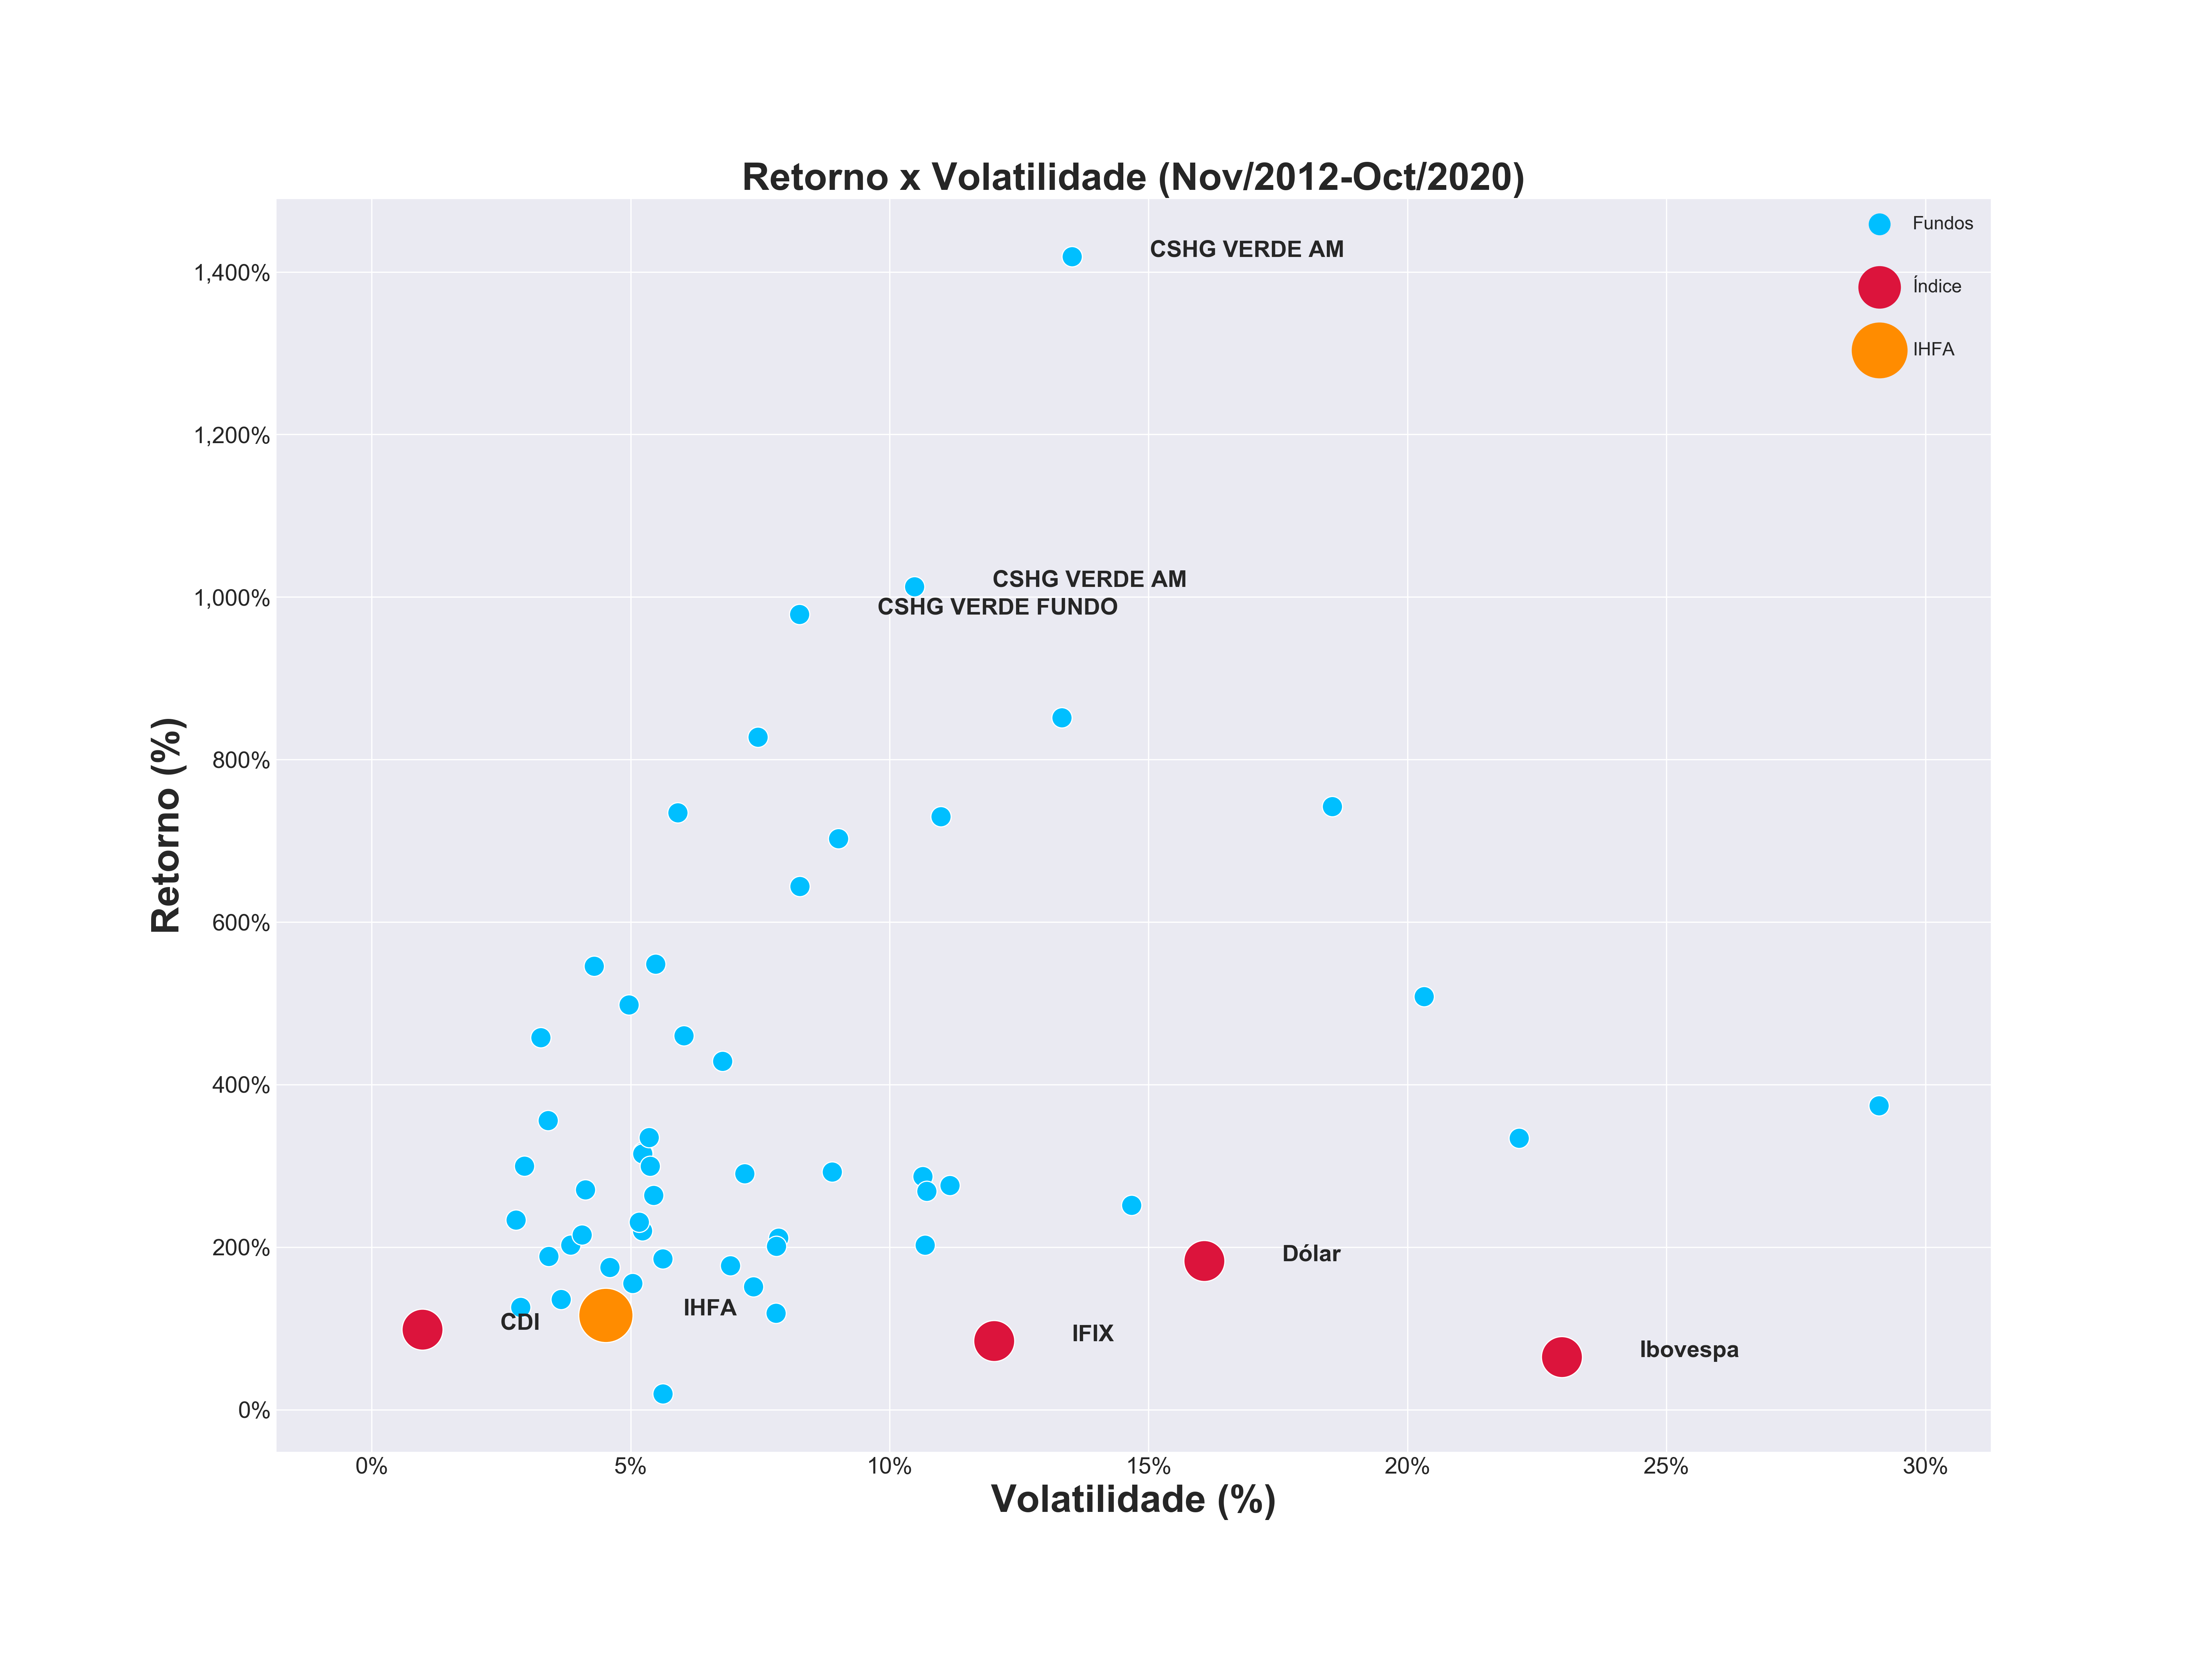 Retorno x Volatilidade (Nov/2012-Oct/2020)
Fundos
Índice
IHFA
CSHG VERDE AM
CSHG VERDE AM
CSHG VERDE FUNDO
Dólar
IHFA
CDI
IFIX
Ibovespa
Retorno (%)
1,400%
1,200%
1,000%
800%
600%
400%
200%
0%
0% 5% 10% 15% 20% 25% 30%
Volatilidade (%)